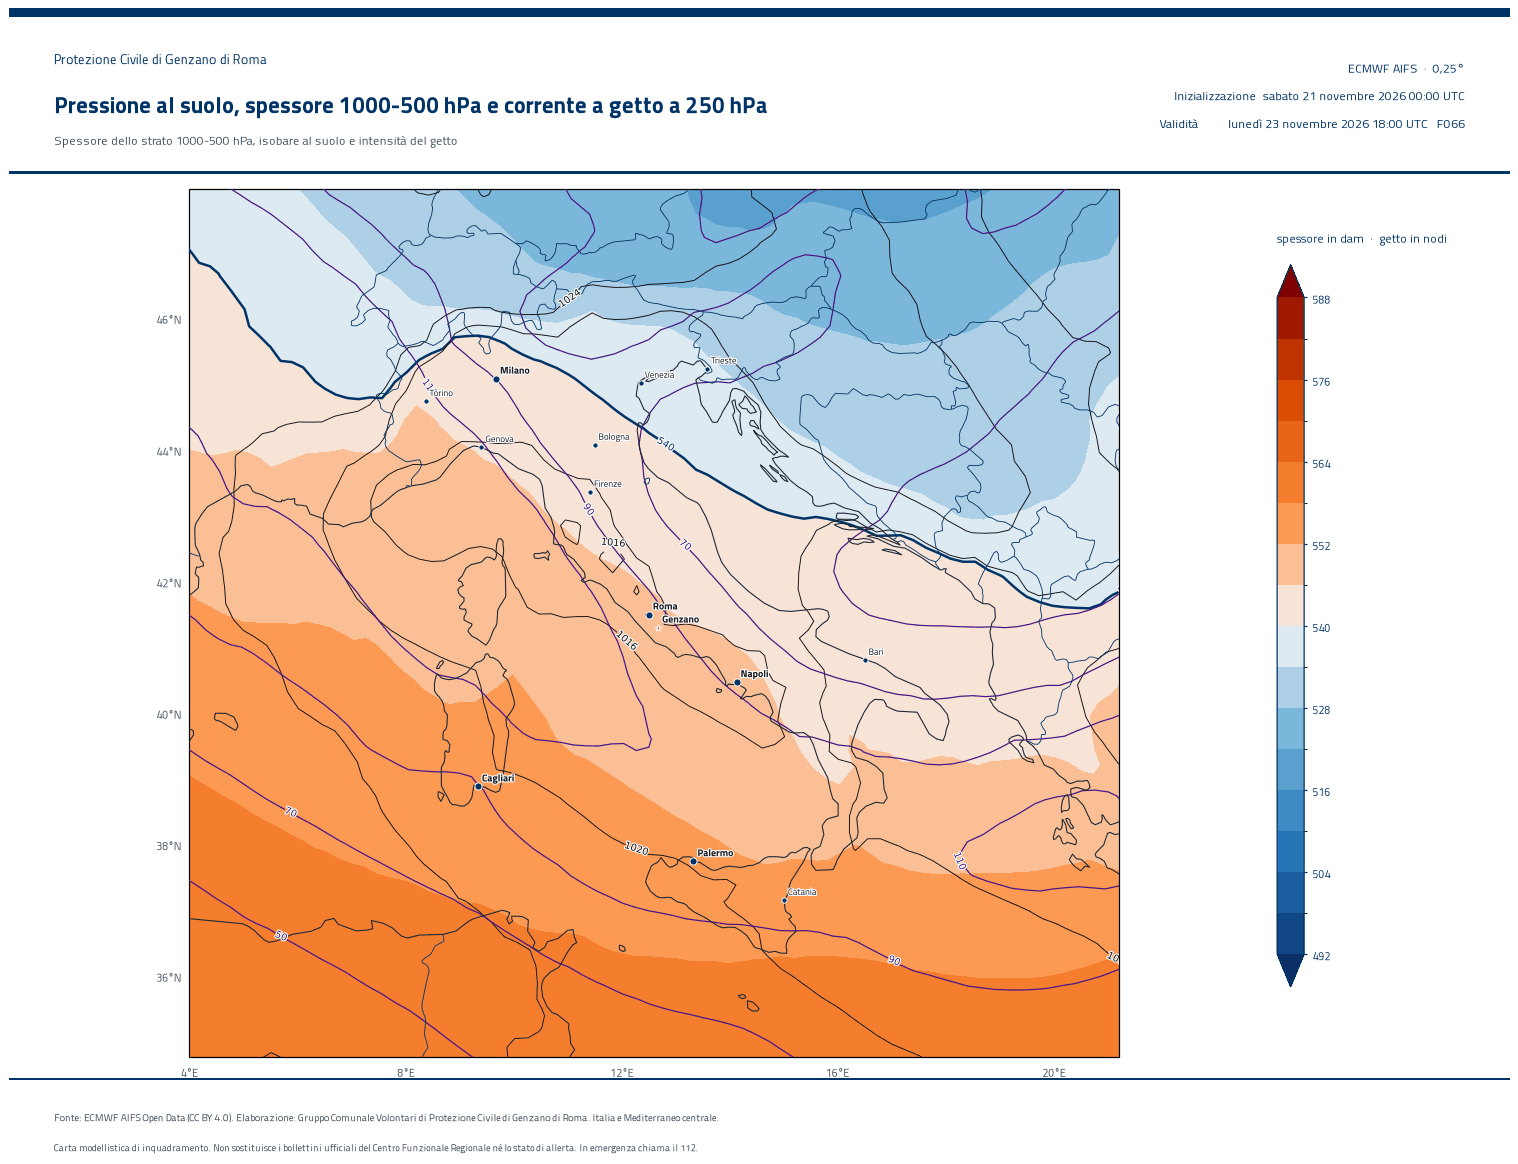 Protezione Civile di Genzano di Roma
Pressione al suolo, spessore 1000-500 hPa e corrente a getto a 250 hPa
Spessore dello strato 1000-500 hPa, isobare al suolo e intensità del getto
ECMWF AIFS · 0,25°
Inizializzazione sabato 21 novembre 2026 00:00 UTC
Validità lunedì 23 novembre 2026 18:00 UTC F066
spessore in dam · getto in nodi
588
576
564
552
540
528
516
504
492
46°N
44°N
42°N
40°N
38°N
36°N
4°E
8°E
12°E
16°E
20°E
1024
Trieste
Milano
Venezia
Torino
540
Bologna
Genova
Firenze
90
1016
70
Roma
Genzano
1016
Bari
Napoli
Cagliari
70
1020
Palermo
110
Catania
50
90
Fonte: ECMWF AIFS Open Data (CC BY 4.0). Elaborazione: Gruppo Comunale Volontari di Protezione Civile di Genzano di Roma. Italia e Mediterraneo centrale.
Carta modellistica di inquadramento. Non sostituisce i bollettini ufficiali del Centro Funzionale Regionale né lo stato di allerta. In emergenza chiama il 112.